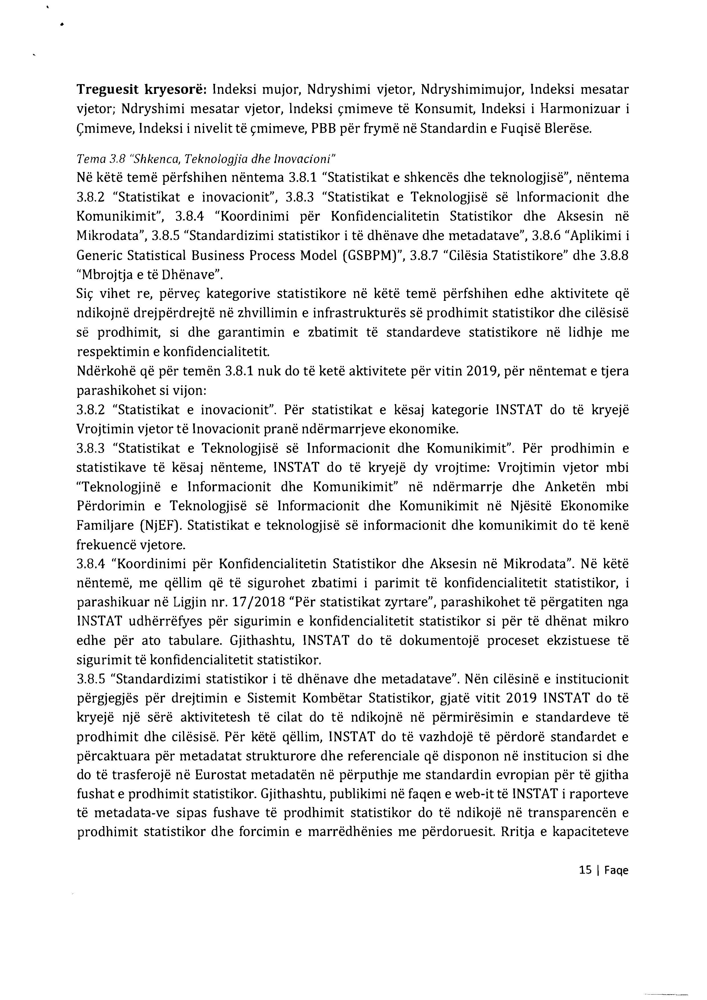 Treguesit kryesorë: Indeksi mujor, Ndryshimi vjetor, Ndryshimimujor, Indeksi mesatar
vjetor; Ndryshimi mesatar vjetor, Indeksi çmimeve të Konsumit, Indeksi i Harmonizuar i
Çmimeve, Indeksi i nivelit të çmimeve, PBB për frymë në Standardin e Fuqisë Blerëse.
Tema 3.8 “Shkenca, Teknologjia dhe Inovacioni”
Në këtë temë përfshihen nëntema 3.8.1 “Statistikat e shkencës dhe teknologjisë”, nëntema
3.8.2 “Statistikat e inovacionit”, 3.8.3 “Statistikat e Teknologjisë së Informacionit dhe
Komunikimit”, 3.8.4 “Koordinimi për Konfidencialitetin Statistikor dhe Aksesin në
Mikrodata”, 3.8.5 “Standardizimi statistikor i të dhënave dhe metadatave”, 3.8.6 “Aplikimi i
Generic Statistical Business Process Model (GSBPM)”, 3.8.7 “Cilësia Statistikore” dhe 3.8.8
“Mbrojtja e të Dhënave”.
Siç vihet re, përveç kategorive statistikore në këtë temë përfshihen edhe aktivitete që
ndikojnë drejpërdrejtë në zhvillimin e infrastrukturës së prodhimit statistikor dhe cilësisë
së prodhimit, si dhe garantimin e zbatimit të standardeve statistikore në lidhje me
respektimin e konfidencialitetit.
Ndërkohë që për temën 3.8.1 nuk do të ketë aktivitete për vitin 2019, për nëntemat e tjera
parashikohet si vijon:
3.8.2 “Statistikat e inovacionit”. Për statistikat e kësaj kategorie INSTAT do të kryejë
Vrojtimin vjetor të Inovacionit pranë ndërmarrjeve ekonomike.
3.8.3 “Statistikat e Teknologjisë së Informacionit dhe Komunikimit”. Për prodhimin e
statistikave të kësaj nënteme, INSTAT do të kryejë dy vrojtime: Vrojtimin vjetor mbi
“Teknologjinë e Informacionit dhe Komunikimit” në ndërmarrje dhe Anketën mbi
Përdorimin e Teknologjisë së Informacionit dhe Komunikimit në Njësitë Ekonomike
Familjare (NjEF). Statistikat e teknologjisë së informacionit dhe komunikimit do të kenë
frekuencë vjetore.
3.8.4 “Koordinimi për Konfidencialitetin Statistikor dhe Aksesin në Mikrodata”. Në këtë
nëntemë, me qëllim që të sigurohet zbatimi i parimit të konfidencialitetit statistikor, i
parashikuar në Ligjin nr. 17/2018 “Për statistikat zyrtare”, parashikohet të përgatiten nga
INSTAT udhërrëfyes për sigurimin e konfidencialitetit statistikor si për të dhënat mikro
edhe për ato tabulare. Gjithashtu, INSTAT do të dokumentojë proceset ekzistuese të
sigurimit të konfidencialitetit statistikor.
3.8.5 “Standardizimi statistikor i të dhënave dhe metadatave”. Nën cilësinë e institucionit
përgjegjës për drejtimin e Sistemit Kombëtar Statistikor, gjatë vitit 2019 INSTAT do të
kryejë një sërë aktivitetesh të cilat do të ndikojnë në përmirësimin e standardeve të
prodhimit dhe cilësisë. Për këtë qëllim, INSTAT do të vazhdojë të përdorë standardet e
përcaktuara për metadatat strukturore dhe referenciale që disponon në institucion si dhe
do të trasferojë në Eurostat metadatën në përputhje me standardin evropian për të gjitha
fushat e prodhimit statistikor. Gjithashtu, publikimi në faqen e web-it të INSTAT i raporteve
të metadata-ve sipas fushave të prodhimit statistikor do të ndikojë në transparencën e
prodhimit statistikor dhe forcimin e marrëdhënies me përdoruesit. Rritja e kapaciteteve
15 | Faqe